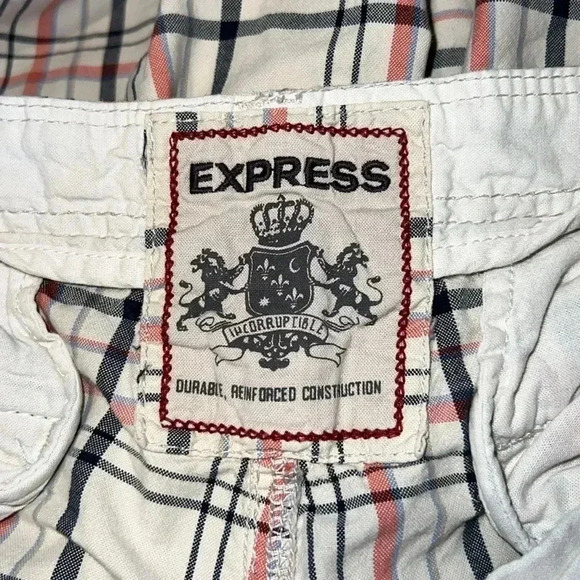 EXPRESS
INCORRUPTIBLE
DURABLE, REINFORCED CONSTRUCTION